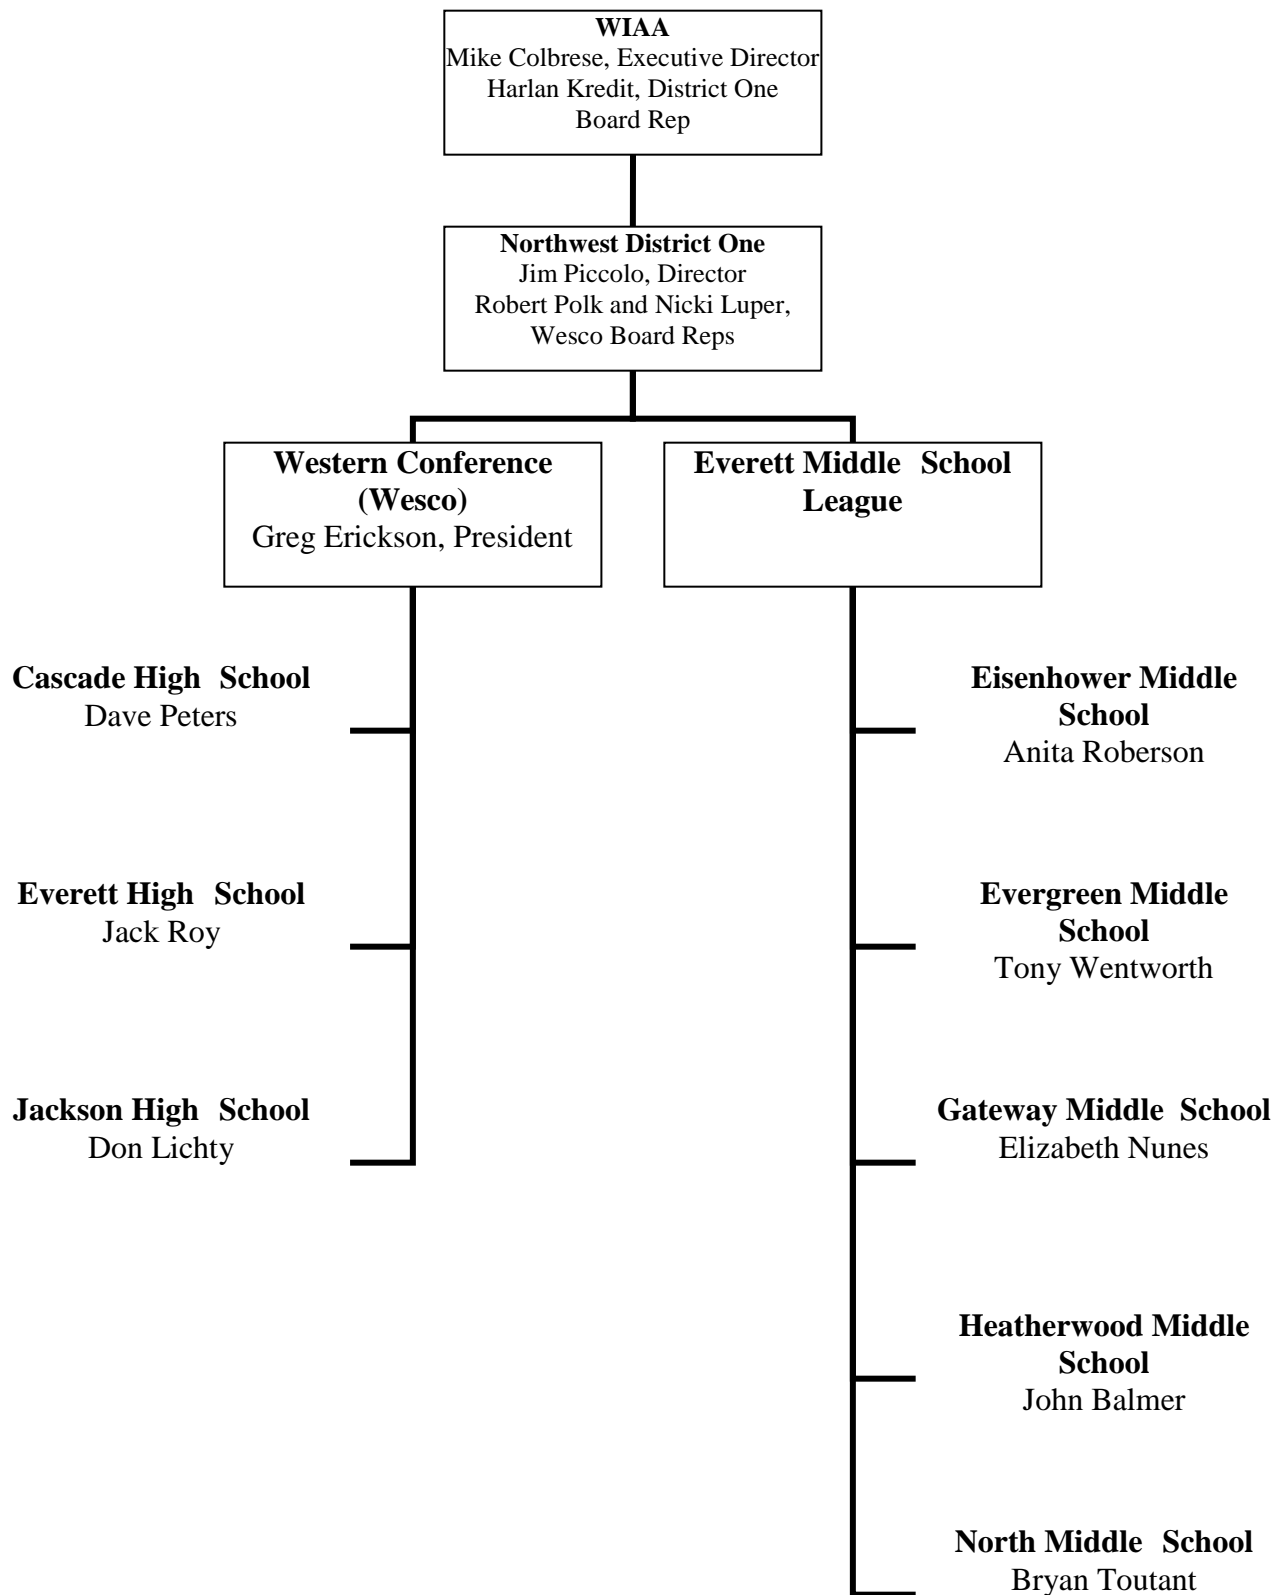 WIAA
Mike Colbrese, Executive Director
Harlan Kredit, District One
Board Rep
Northwest District One
Jim Piccolo, Director
Robert Polk and Nicki Luper,
Wesco Board Reps
Western Conference
(Wesco)
Greg Erickson, President
Everett Middle School
League
Cascade High School
Dave Peters
Everett High School
Jack Roy
Jackson High School
Don Lichty
Eisenhower Middle
School
Anita Roberson
Evergreen Middle
School
Tony Wentworth
Gateway Middle School
Elizabeth Nunes
Heatherwood Middle
School
John Balmer
North Middle School
Bryan Toutant